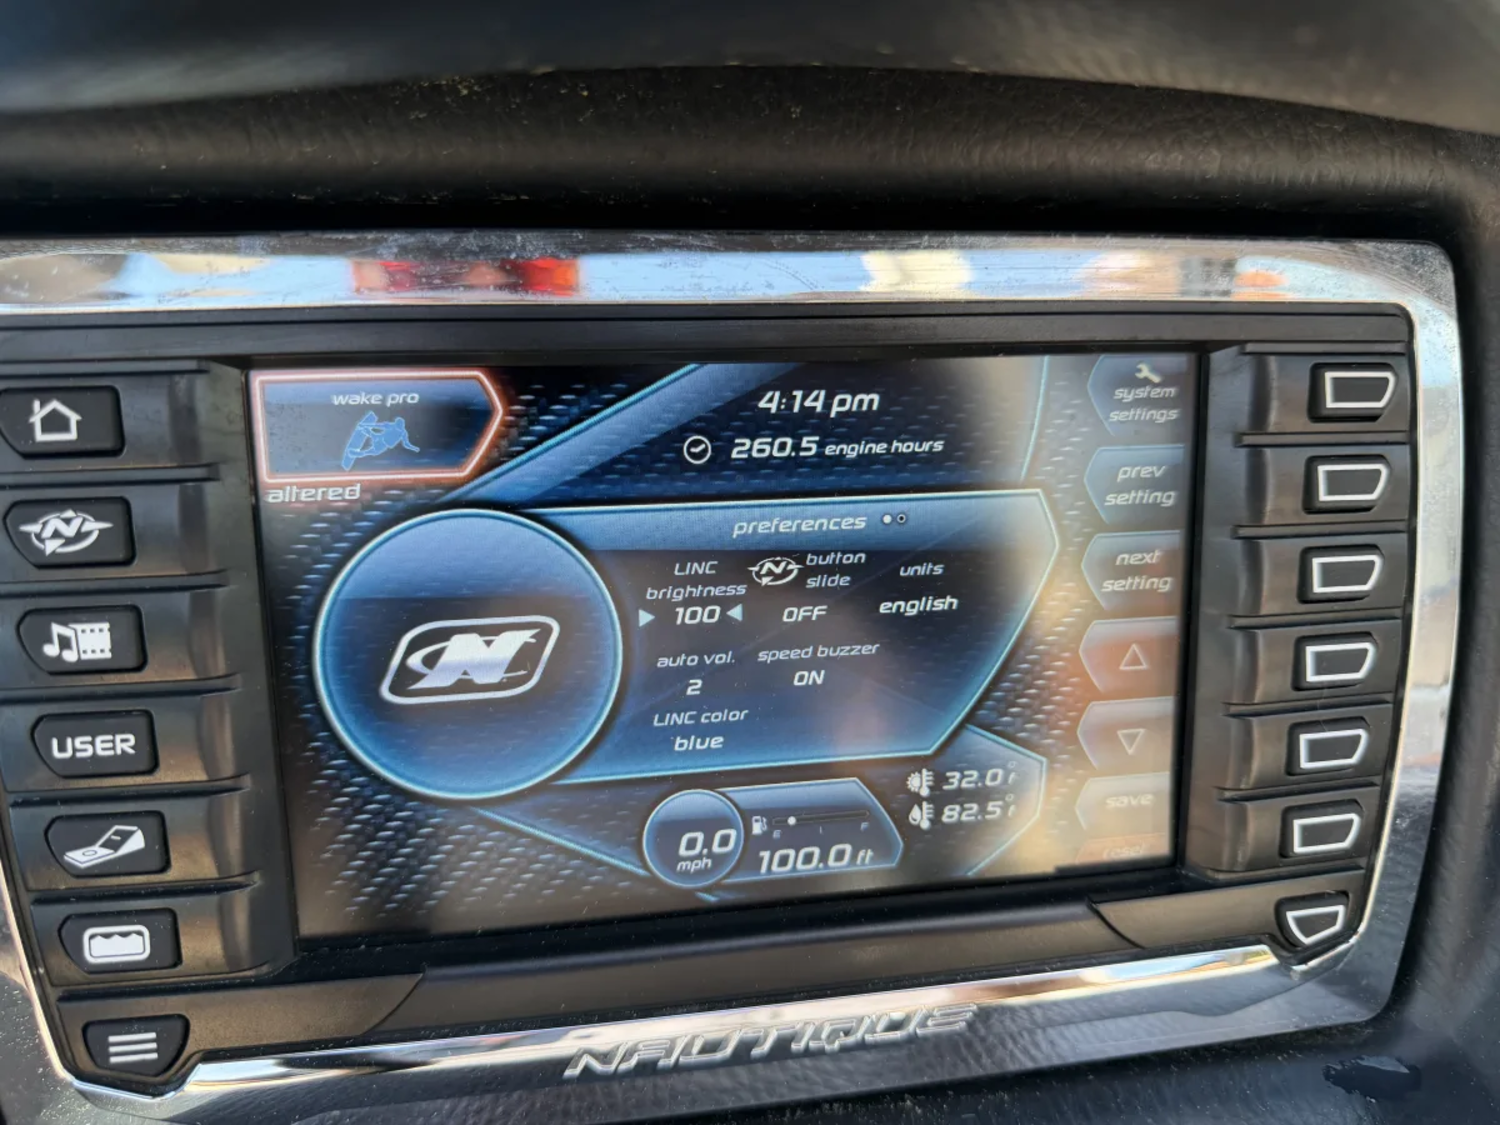 wake pro
altered
4:14 pm
260.5 engine hours
system
settings
prev
setting
next
setting
save
preferences
LINC
brightness
100
button
slide
OFF
units
english
auto vol.
2
speed buzzer
ON
LINC color
blue
0.0
mph
E F
100.0 ft
32.0°F
82.5°F
USER
NAUTIQUE